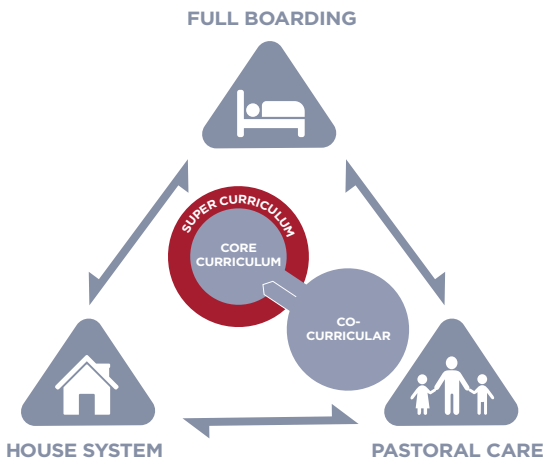 FULL BOARDING
SUPER CURRICULUM
CORE
CURRICULUM
CO-
CURRICULAR
HOUSE SYSTEM
PASTORAL CARE